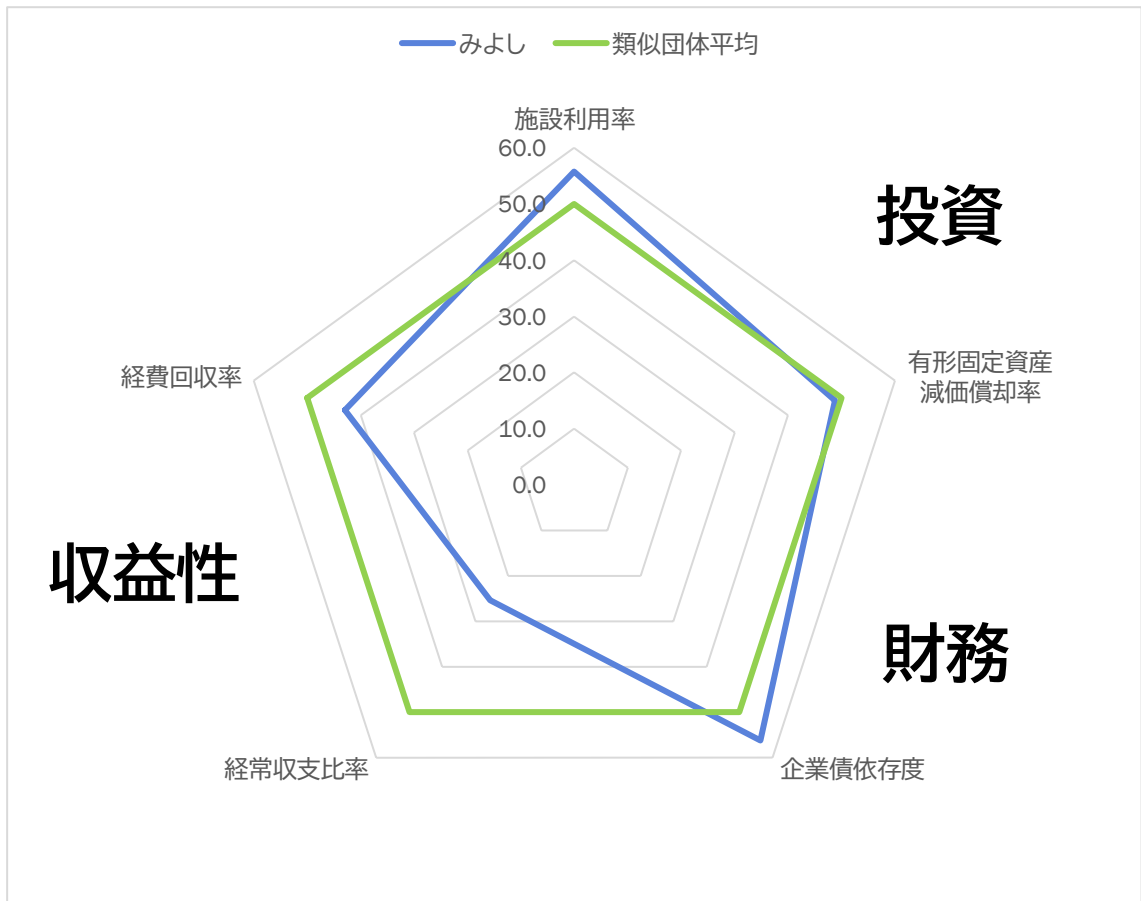 みよし
類似団体平均
施設利用率
60.0
50.0
40.0
30.0
20.0
10.0
0.0
投資
有形固定資産
減価償却率
経費回収率
収益性
財務
経常収支比率
企業債依存度